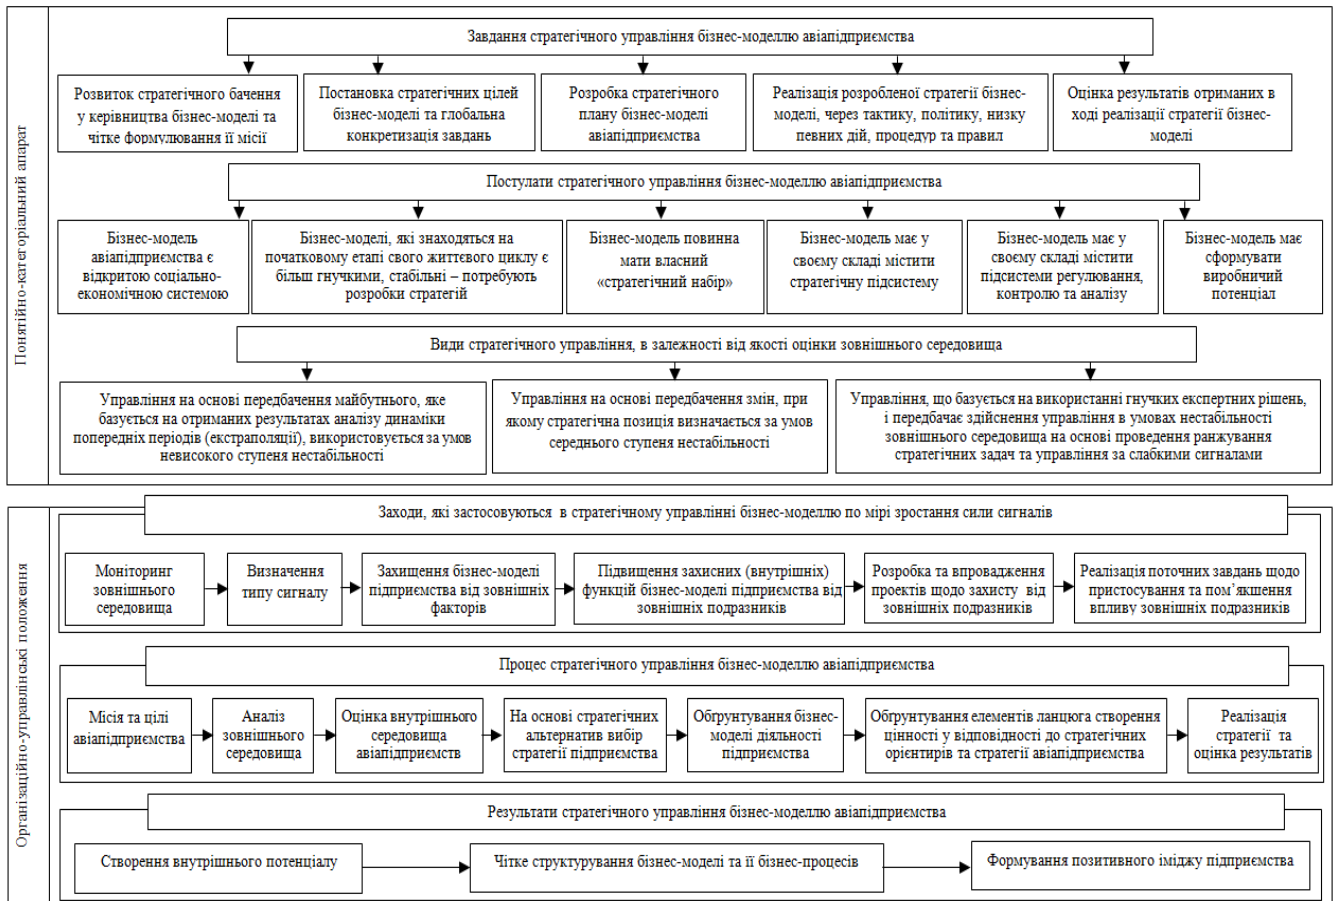 Понятійно-категоріальний апарат
Завдання стратегічного управління бізнес-моделлю авіапідприємства
Розвиток стратегічного бачення
у керівництва бізнес-моделі та
чітке формулювання її місії
Постановка стратегічних цілей
бізнес-моделі та глобальна
конкретизація завдань
Розробка стратегічного
плану бізнес-моделі
авіапідприємства
Реалізація розробленої стратегії бізнес-
моделі, через тактику, політику, низку
певних дій, процедур та правил
Оцінка результатів отриманих в
ході реалізації стратегії бізнес-
моделі
Постулати стратегічного управління бізнес-моделлю авіапідприємства
Бізнес-модель
авіапідприємства є
відкритою соціально-
економічною системою
Бізнес-моделі, які знаходяться на
початковому етапі свого життєвого циклу є
більш гнучкими, стабільні – потребують
розробки стратегій
Бізнес-модель повинна
мати власний
«стратегічний набір»
Бізнес-модель має у
своєму складі містити
стратегічну підсистему
Бізнес-модель має у
своєму складі містити
підсистеми регулювання,
контролю та аналізу
Бізнес-модель має
сформувати
виробничий
потенціал
Види стратегічного управління, в залежності від якості оцінки зовнішнього середовища
Управління на основі передбачення майбутнього, яке
базується на отриманих результатах аналізу динаміки
попередніх періодів (екстраполяції), використовується за умов
невисокого ступеня нестабільності
Управління на основі передбачення змін, при
якому стратегічна позиція визначається за умов
середнього ступеня нестабільності
Управління, що базується на використанні гнучких експертних рішень,
і передбачає здійснення управління в умовах нестабільності
зовнішнього середовища на основі проведення ранжування
стратегічних задач та управління за слабкими сигналами
Організаційно-управлінські положення
Заходи, які застосовуються в стратегічному управлінні бізнес-моделлю по мірі зростання сили сигналів
Моніторинг
зовнішнього
середовища
Визначення
типу сигналу
Захищення бізнес-моделі
підприємства від зовнішніх
факторів
Підвищення захисних (внутрішніх)
функцій бізнес-моделі підприємства від
зовнішніх подразників
Розробка та впровадження
проектів щодо захисту від
зовнішніх подразників
Реалізація поточних завдань щодо
пристосування та пом’якшення
впливу зовнішніх подразників
Процес стратегічного управління бізнес-моделлю авіапідприємства
Місія та цілі
авіапідприємства
Аналіз
зовнішнього
середовища
Оцінка внутрішнього
середовища
авіапідприємств
На основі стратегічних
альтернатив вибір
стратегії підприємства
Обґрунтування бізнес-
моделі діяльності
підприємства
Обґрунтування елементів ланцюга створення
цінності у відповідності до стратегічних
орієнтирів та стратегії авіапідприємства
Реалізація
стратегії та
оцінка результатів
Результати стратегічного управління бізнес-моделлю авіапідприємства
Створення внутрішнього потенціалу
Чітке структурування бізнес-моделі та її бізнес-процесів
Формування позитивного іміджу підприємства